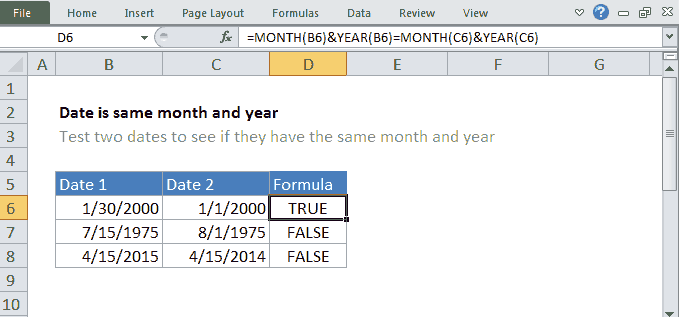 File Home Insert Page Layout Formulas Data Review View
D6 fx =MONTH(B6)&YEAR(B6)=MONTH(C6)&YEAR(C6)
A B C D E F G
1
2 Date is same month and year
3 Test two dates to see if they have the same month and year
4
5 Date 1 Date 2 Formula
6 1/30/2000 1/1/2000 TRUE
7 7/15/1975 8/1/1975 FALSE
8 4/15/2015 4/15/2014 FALSE
9
10